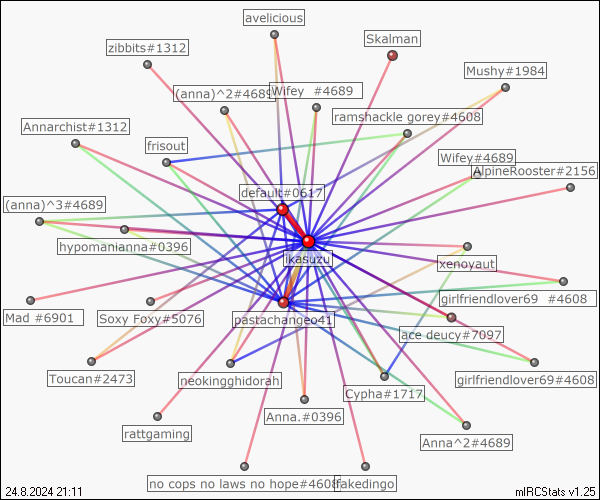 avelicious
Skalman
zibbits#1312
Mushy#1984
(anna)^2#4689
Wifey #4689
ramshackle gorey#4608
Annarchist#1312
frisout
Wifey#4689
AlpineRooster#2156
default#0617
(anna)^3#4689
hypomanianna#0396
likasuzu
xenoyaut
girlfriendlover69 #4608
Mad #6901
Soxy Foxy#5076
pastachangeo41
ace deucy#7097
Toucan#2473
neokingghidorah
Cypha#1717
girlfriendlover69#4608
Anna.#0396
rattgaming
Anna^2#4689
no cops no laws no hope#4608
fakedingo
24.8.2024 21:11
mIRCStats v1.25